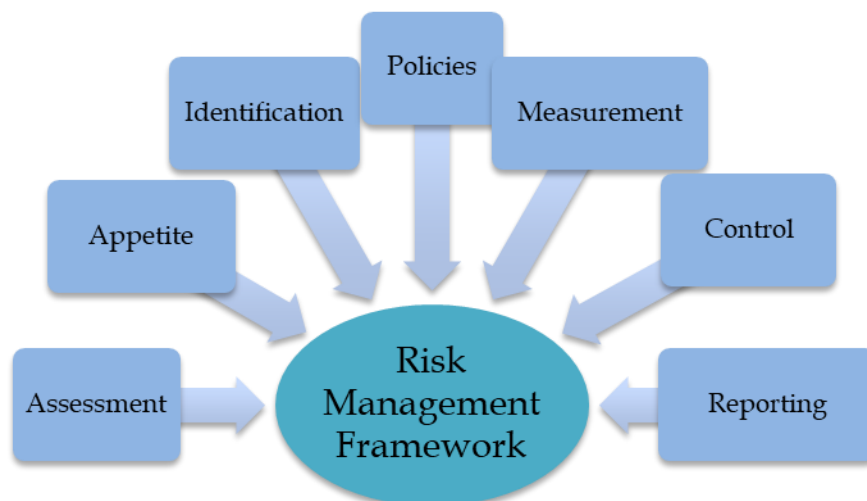 Policies
Identification
Measurement
Appetite
Control
Assessment
Reporting
Risk
Management
Framework